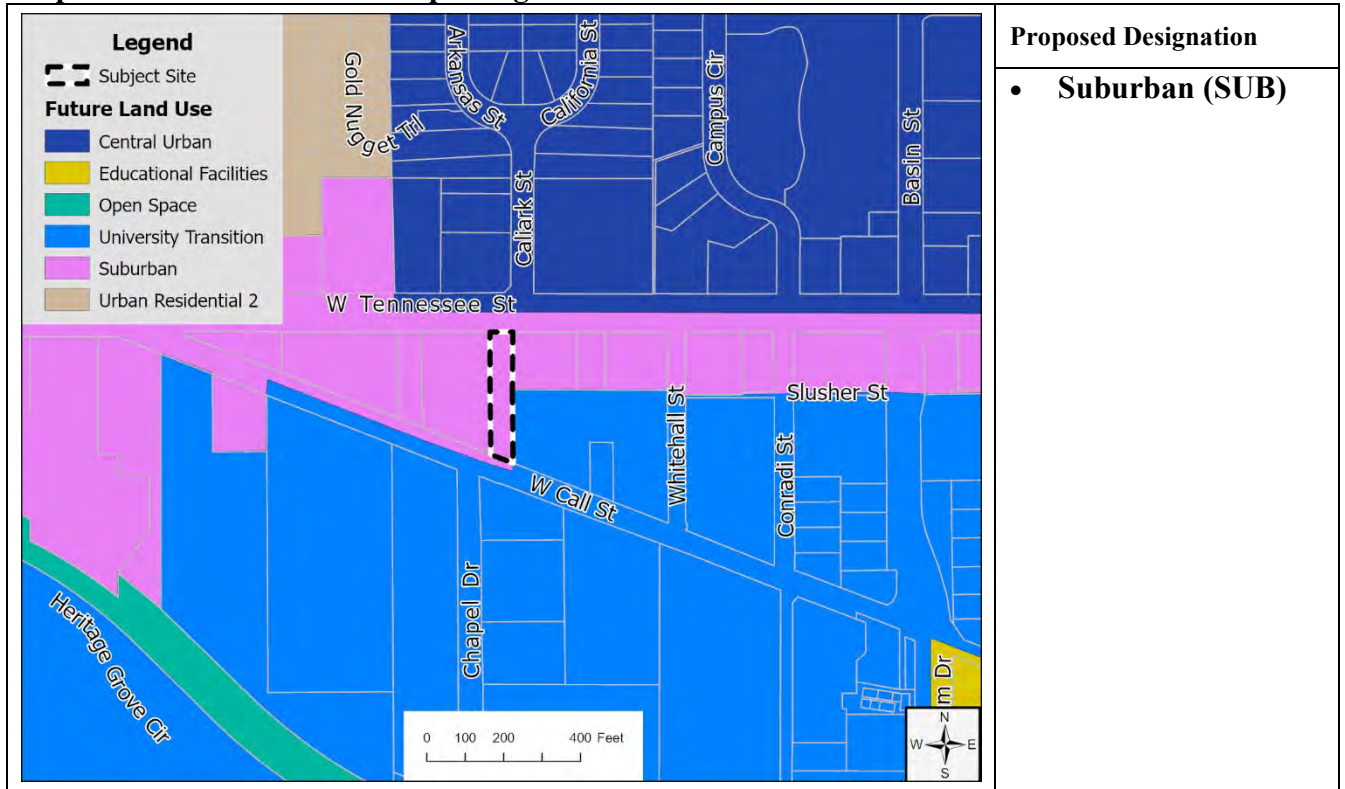 Legend
Subject Site
Future Land Use
Central Urban
Educational Facilities
Open Space
University Transition
Suburban
Urban Residential 2
Gold Nugget Trl
Arkansas St
California St
Caliark St
Campus Cir
Basin St
W Tennessee St
Slusher St
Whitehall St
Conradi St
W Call St
Chapel Dr
Heritage Grove Cir
m Dr
0 100 200 400 Feet
N
W E
S
Proposed Designation
• Suburban (SUB)